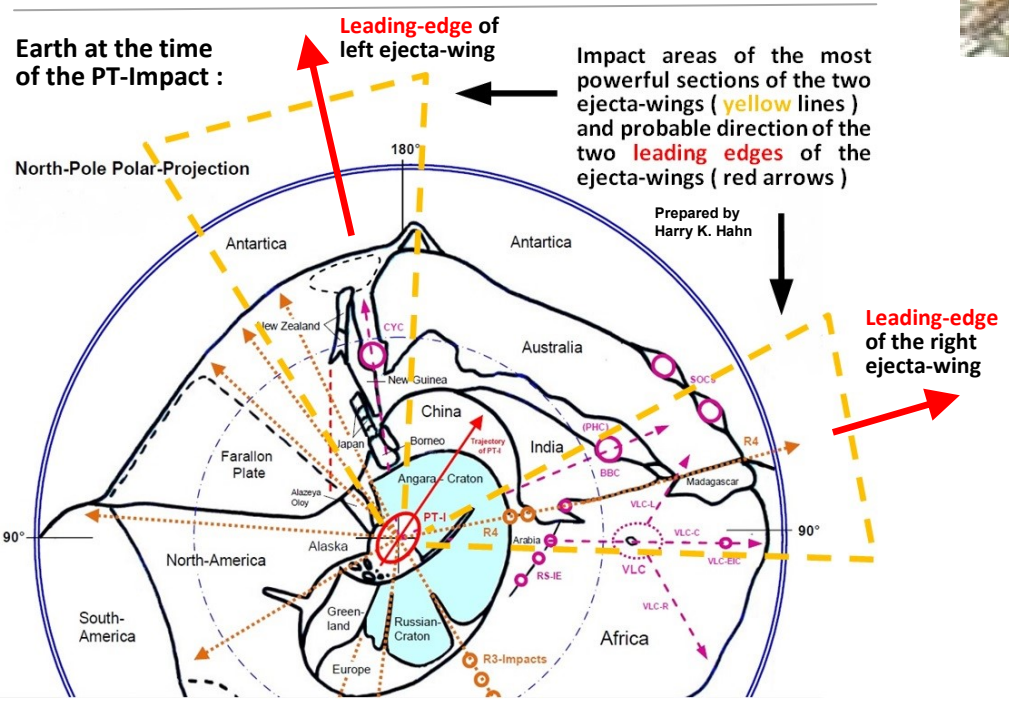 Leading-edge of
left ejecta-wing
Earth at the time
of the PT-Impact :
Impact areas of the most
powerful sections of the two
ejecta-wings ( yellow lines )
and probable direction of the
two leading edges of the
ejecta-wings ( red arrows )
180°
North-Pole Polar-Projection
Prepared by
Harry K. Hahn
Antartica
Antartica
Leading-edge
of the right
ejecta-wing
New Zealand
CYC
Australia
New Guinea
SOCs
China
Japan
Borneo
Trajectory
of PT-I
(PHC)
India
R4
BBC
Farallon
Plate
Angara - Craton
Madagascar
Alazeya
Oloy
PT-I
VLC-L
90°
R4
Arabia
VLC-C
90°
Alaska
North-America
VLC
VLC-EIC
RS-IE
VLC-R
Green-
land
Russian-
Craton
South-
America
Africa
Europe
R3-Impacts